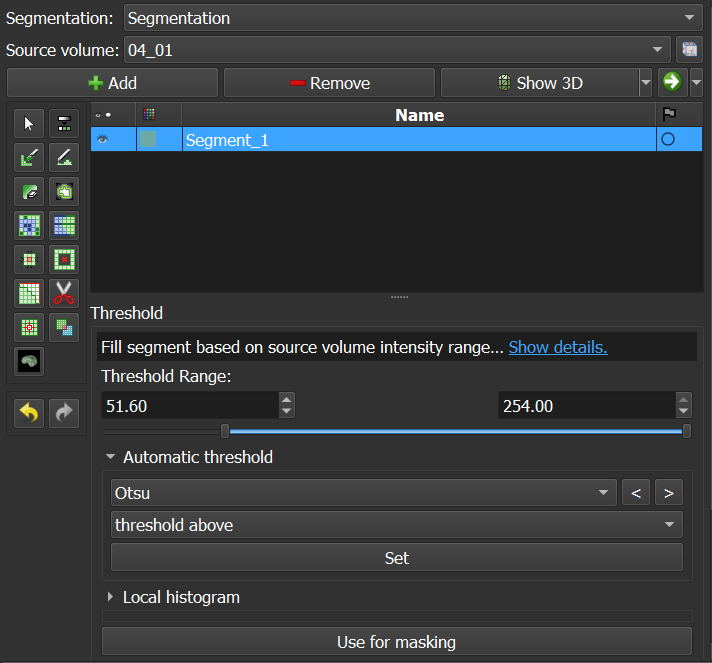 Segmentation: Segmentation
Source volume: 04_01
Add Remove Show 3D
Name
Segment_1
Threshold
Fill segment based on source volume intensity range... Show details.
Threshold Range:
51.60 254.00
Automatic threshold
Otsu < >
threshold above
Set
Local histogram
Use for masking